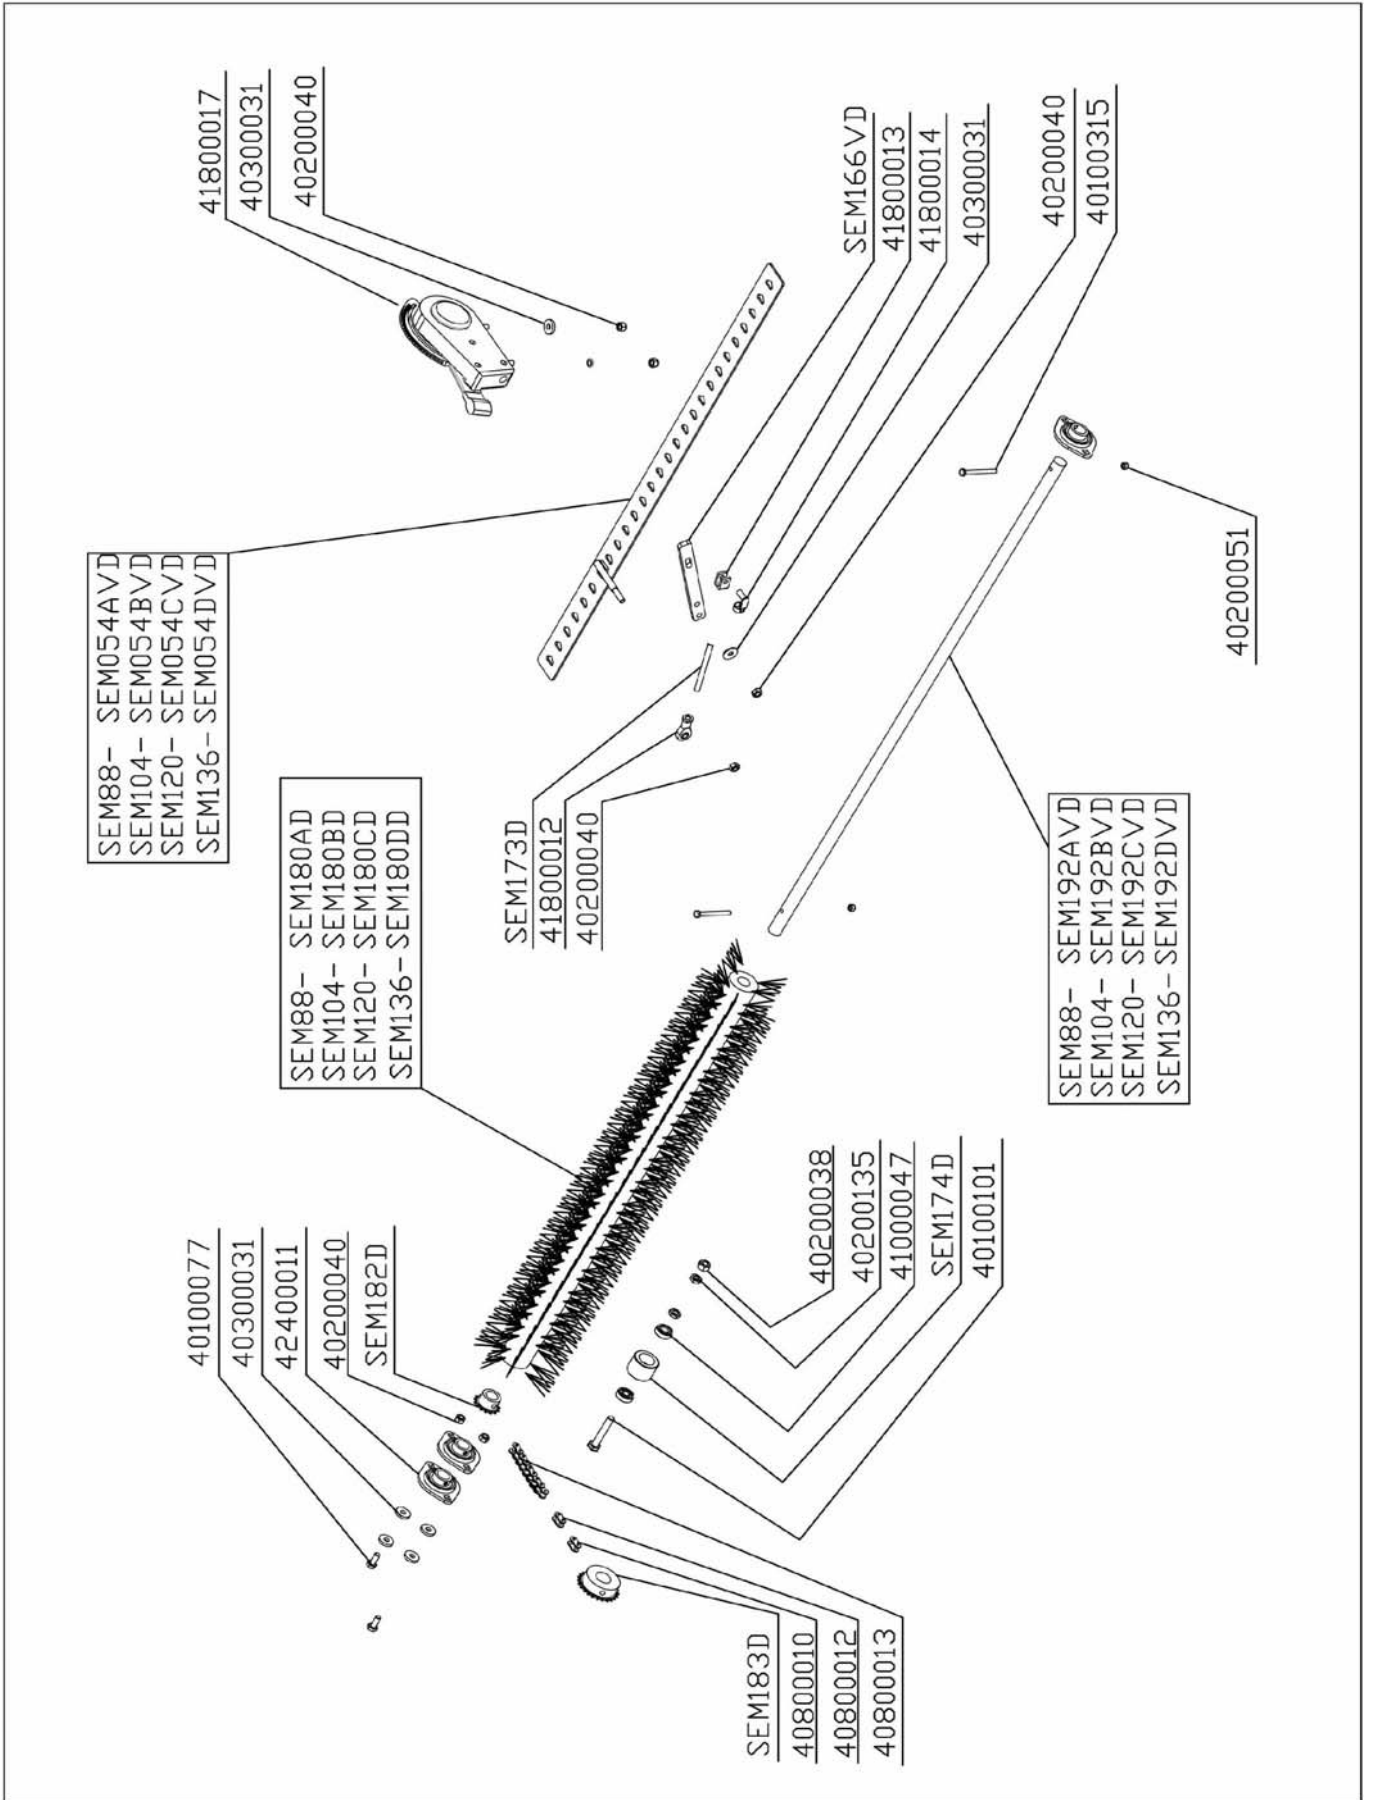 41800017
40300031
40200040
SEM88- SEM054AVD
SEM104- SEM054BVD
SEM120- SEM054CVD
SEM136- SEM054DVD
SEM166VD
41800013
41800014
40300031
40200040
40100315
40200051
SEM88- SEM180AD
SEM104- SEM180BD
SEM120- SEM180CD
SEM136- SEM180DD
SEM173D
41800012
40200040
SEM88- SEM192AVD
SEM104- SEM192BVD
SEM120- SEM192CVD
SEM136- SEM192DVD
40100077
40300031
42400011
40200040
SEM182D
40200038
40200135
41000047
SEM174D
40100101
SEM183D
40800010
40800012
40800013